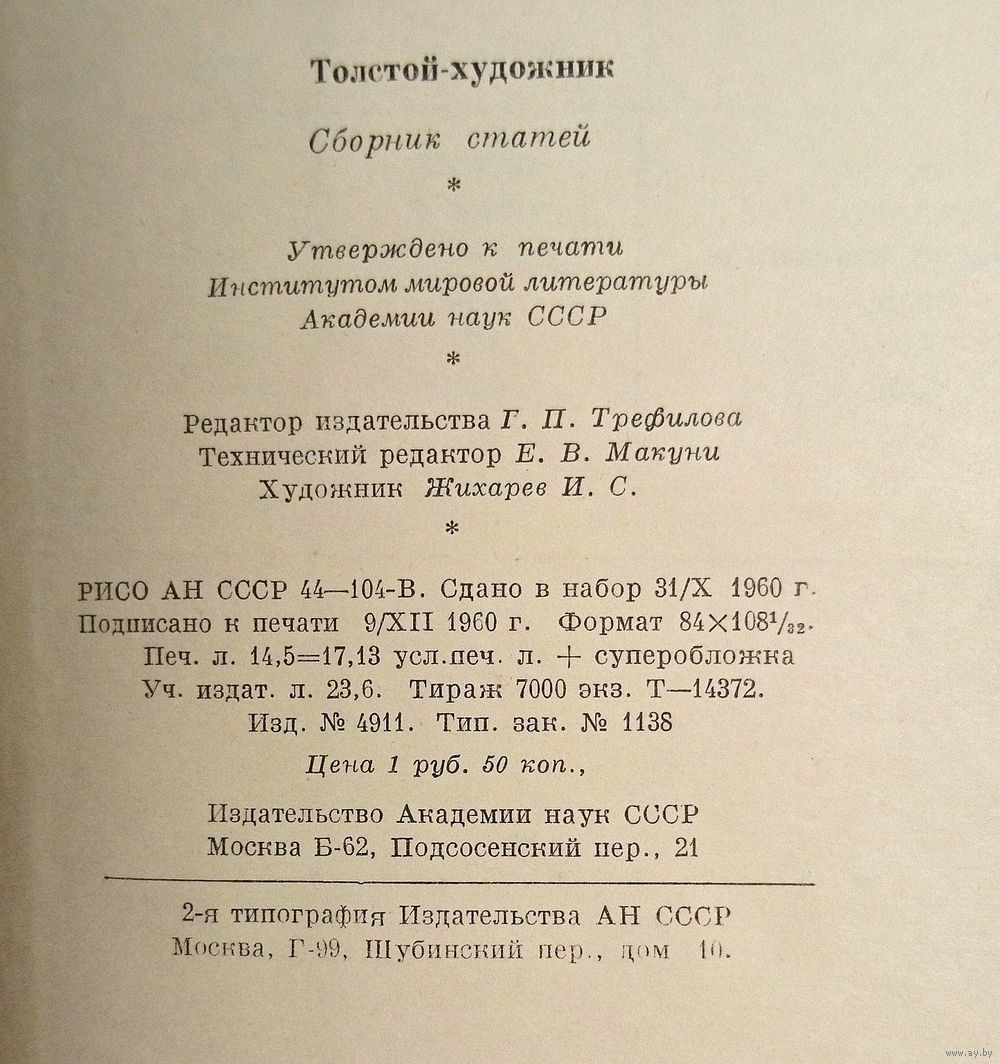 Толстой-художник
Сборник статей
*
Утверждено к печати
Институтом мировой литературы
Академии наук СССР
*
Редактор издательства Г. П. Трефилова
Технический редактор Е. В. Макуни
Художник Жихарев И. С.
*
РИСО АН СССР 44—104-В. Сдано в набор 31/X 1960 г.
Подписано к печати 9/XII 1960 г. Формат 84×108¹/₃₂.
Печ. л. 14,5=17,13 усл.печ. л. + суперобложка
Уч. издат. л. 23,6. Тираж 7000 экз. Т—14372.
Изд. № 4911. Тип. зак. № 1138
Цена 1 руб. 50 коп.,
Издательство Академии наук СССР
Москва Б-62, Подсосенский пер., 21
2-я типография Издательства АН СССР
Москва, Г-99, Шубинский пер., дом 10.
www.ay.by